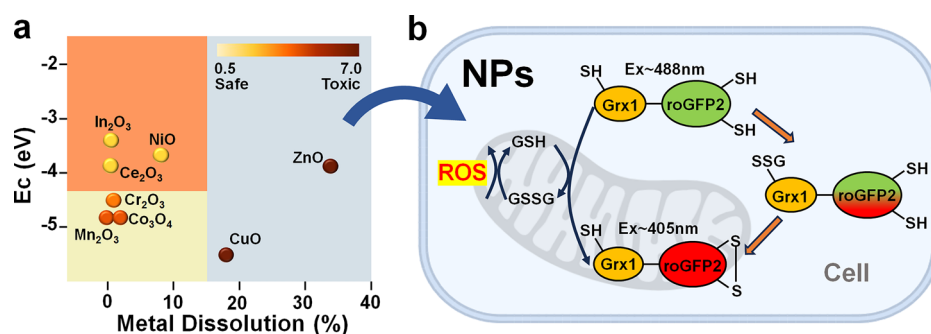 a
Ec (eV)
-2
-3
-4
-5
0.5
7.0
Safe
Toxic
In₂O₃
NiO
Ce₂O₃
ZnO
Cr₂O₃
Co₃O₄
Mn₂O₃
CuO
0
10
20
30
40
Metal Dissolution (%)
b
NPs
SH
Ex~488nm
SH
Grx1
roGFP2
SH
GSH
ROS
GSSG
SSG
SH
Grx1
roGFP2
SH
SH
Ex~405nm
S
Grx1
roGFP2
S
Cell